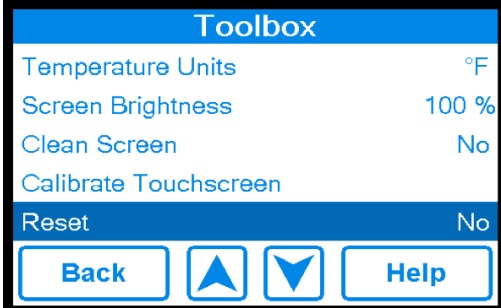 Toolbox
Temperature Units °F
Screen Brightness 100 %
Clean Screen No
Calibrate Touchscreen
Reset No
Back Help